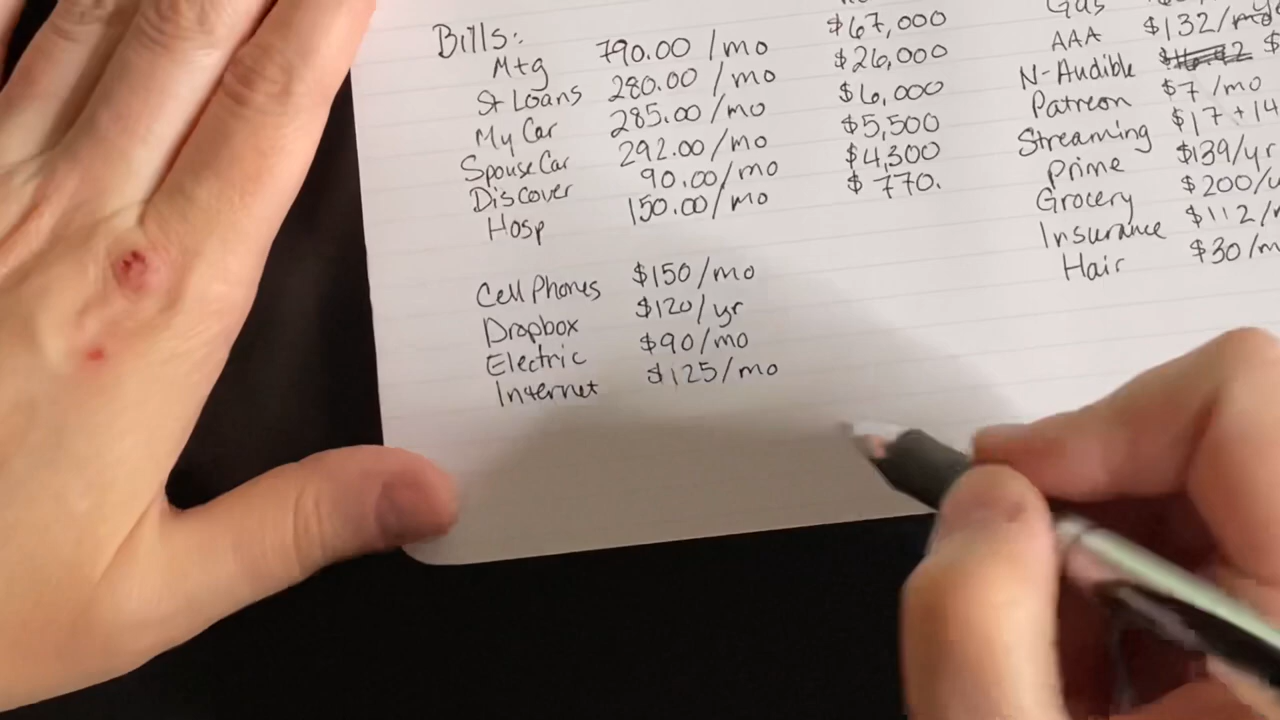 Bills:
Mtg 790.00 /mo $67,000
St Loans 280.00 /mo $26,000
My Car 285.00/mo $6,000
Spouse Car 292.00/mo $5,500
Discover 90.00/mo $4,300
Hosp 150.00/mo $770.
Cell Phones $150/mo
Dropbox $120/yr
Electric $90/mo
Internet $125/mo
Gas
AAA $132/
N-Audible $
Patreon $7/mo
Streaming $17+14
Prime $139/yr
Grocery $200/
Insurance $112/
Hair $30/m